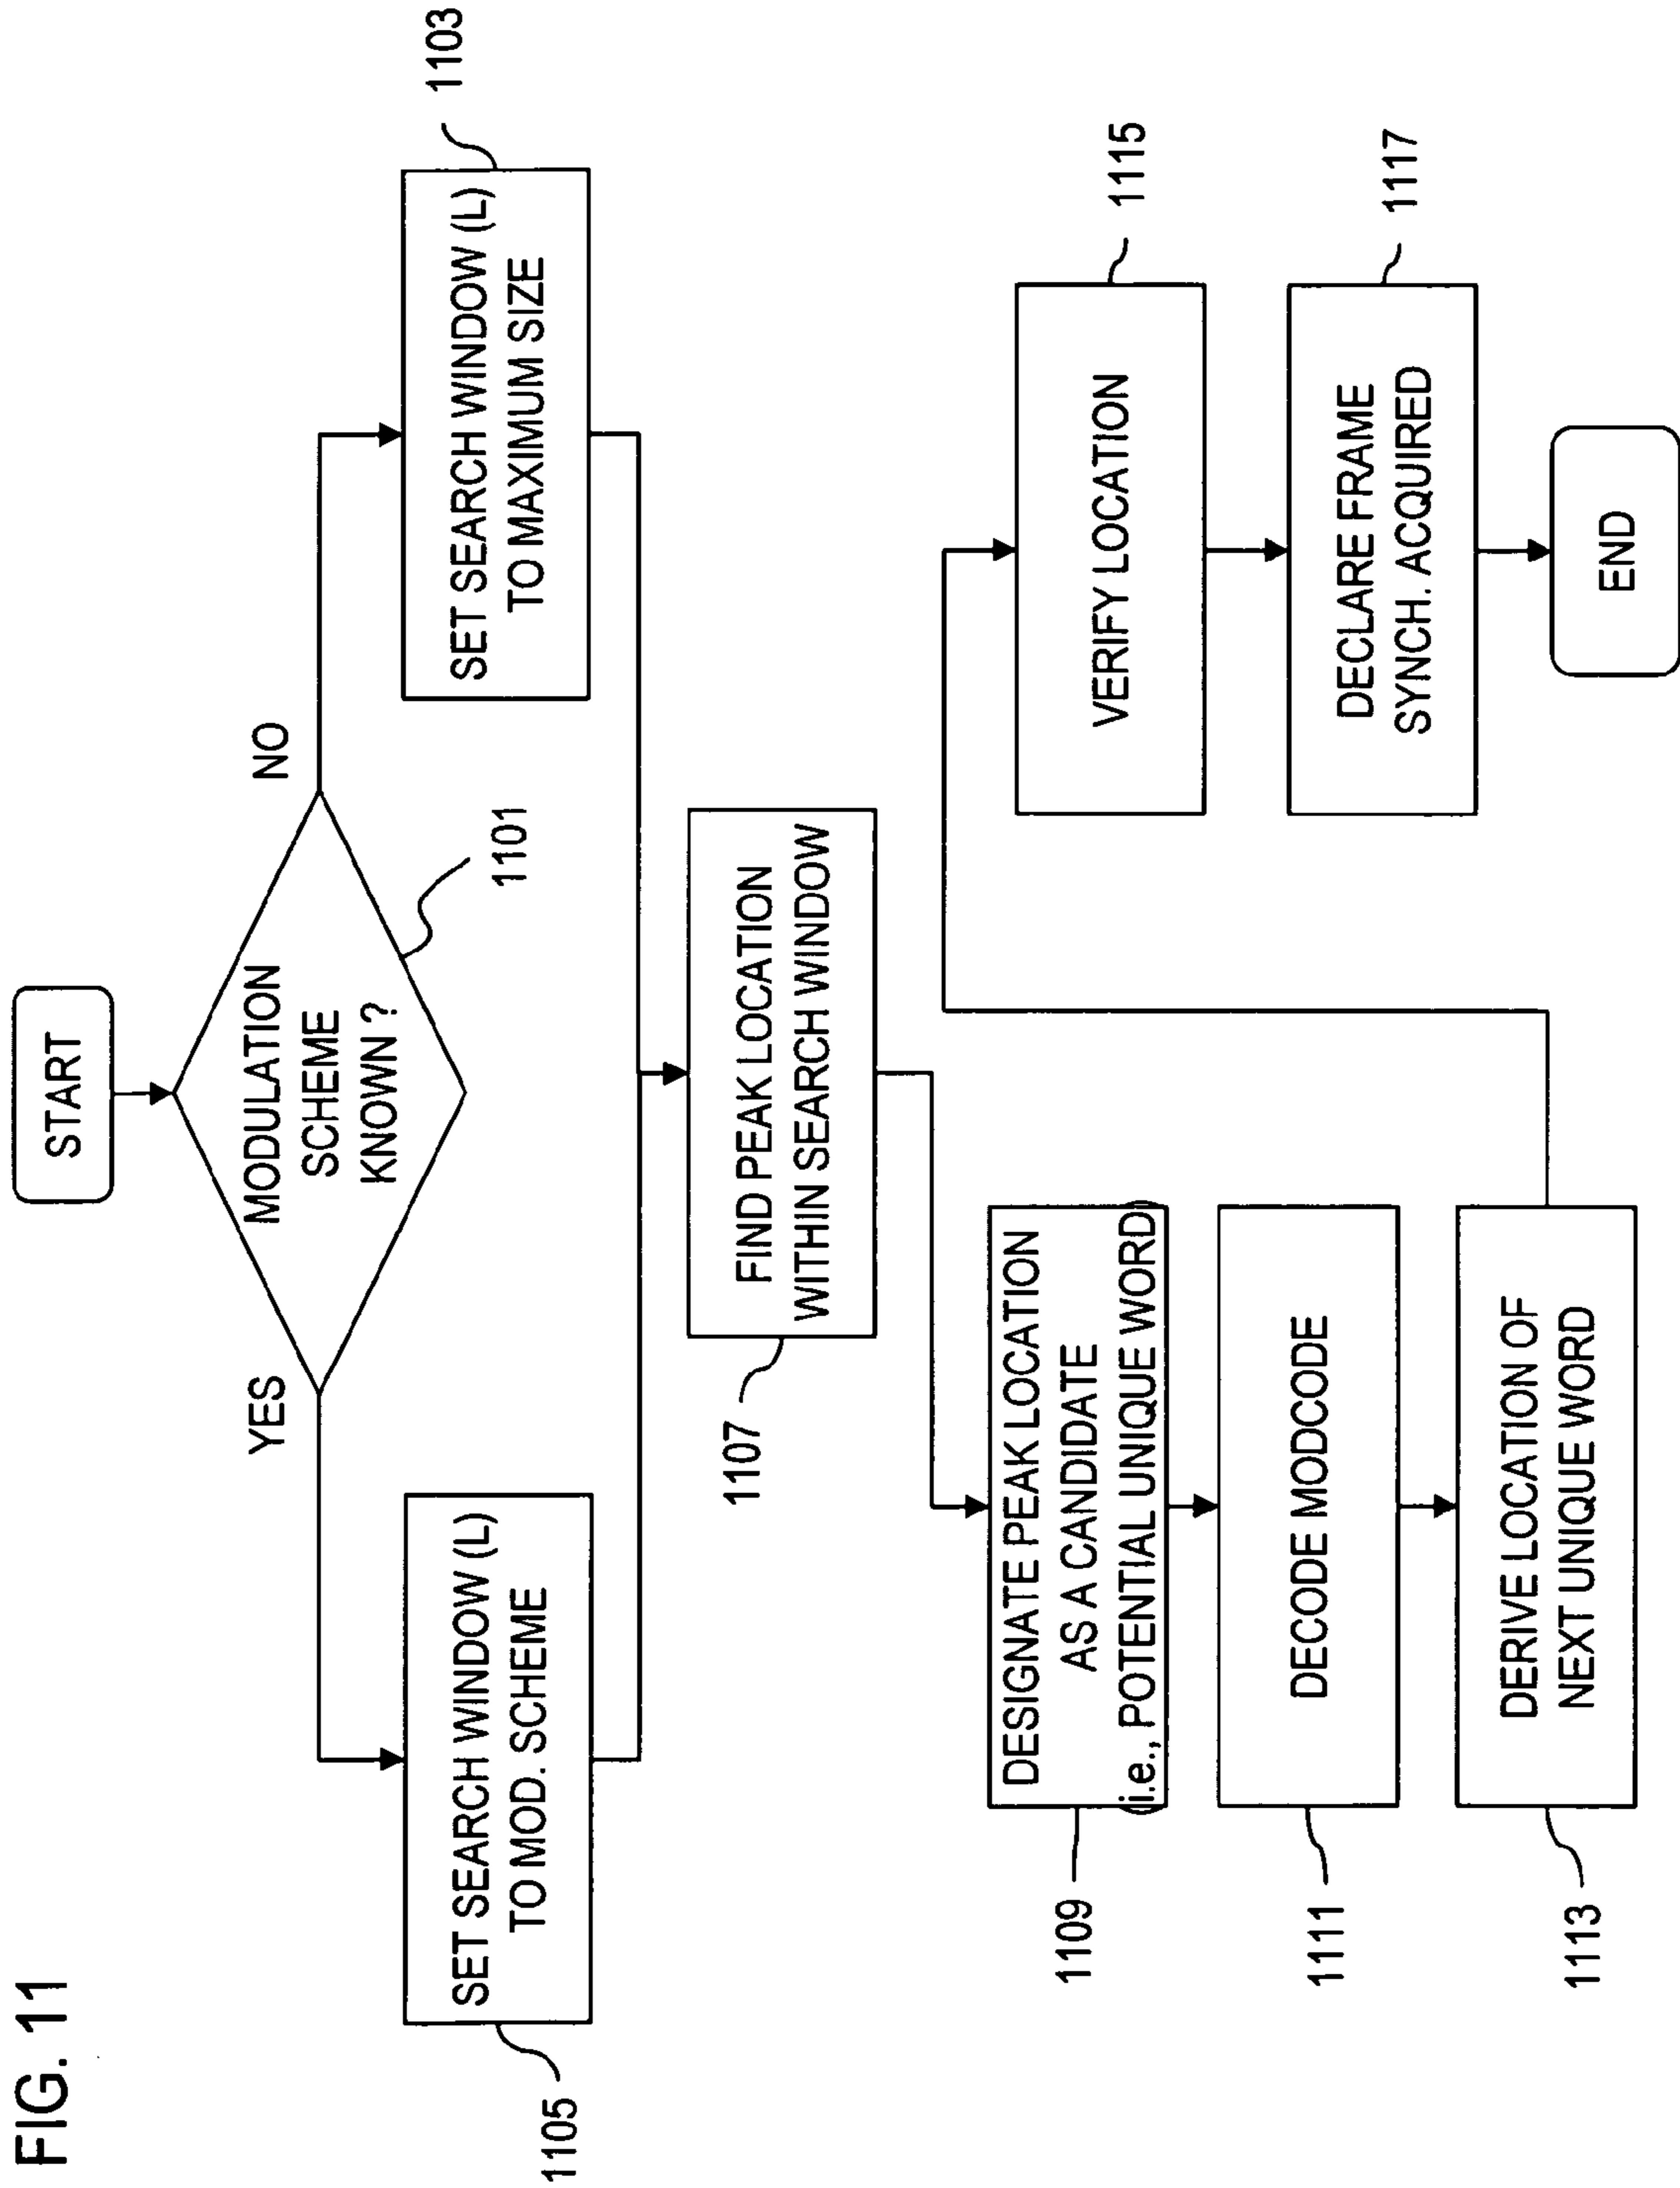 FIG. 11
START
MODULATION
SCHEME
KNOWN ?
1101
YES
NO
SET SEARCH WINDOW (L)
TO MOD. SCHEME
1105
SET SEARCH WINDOW (L)
TO MAXIMUM SIZE
1103
FIND PEAK LOCATION
WITHIN SEARCH WINDOW
1107
DESIGNATE PEAK LOCATION
AS A CANDIDATE
(i.e., POTENTIAL UNIQUE WORD)
1109
DECODE MODCODE
1111
DERIVE LOCATION OF
NEXT UNIQUE WORD
1113
VERIFY LOCATION
1115
DECLARE FRAME
SYNCH. ACQUIRED
1117
END